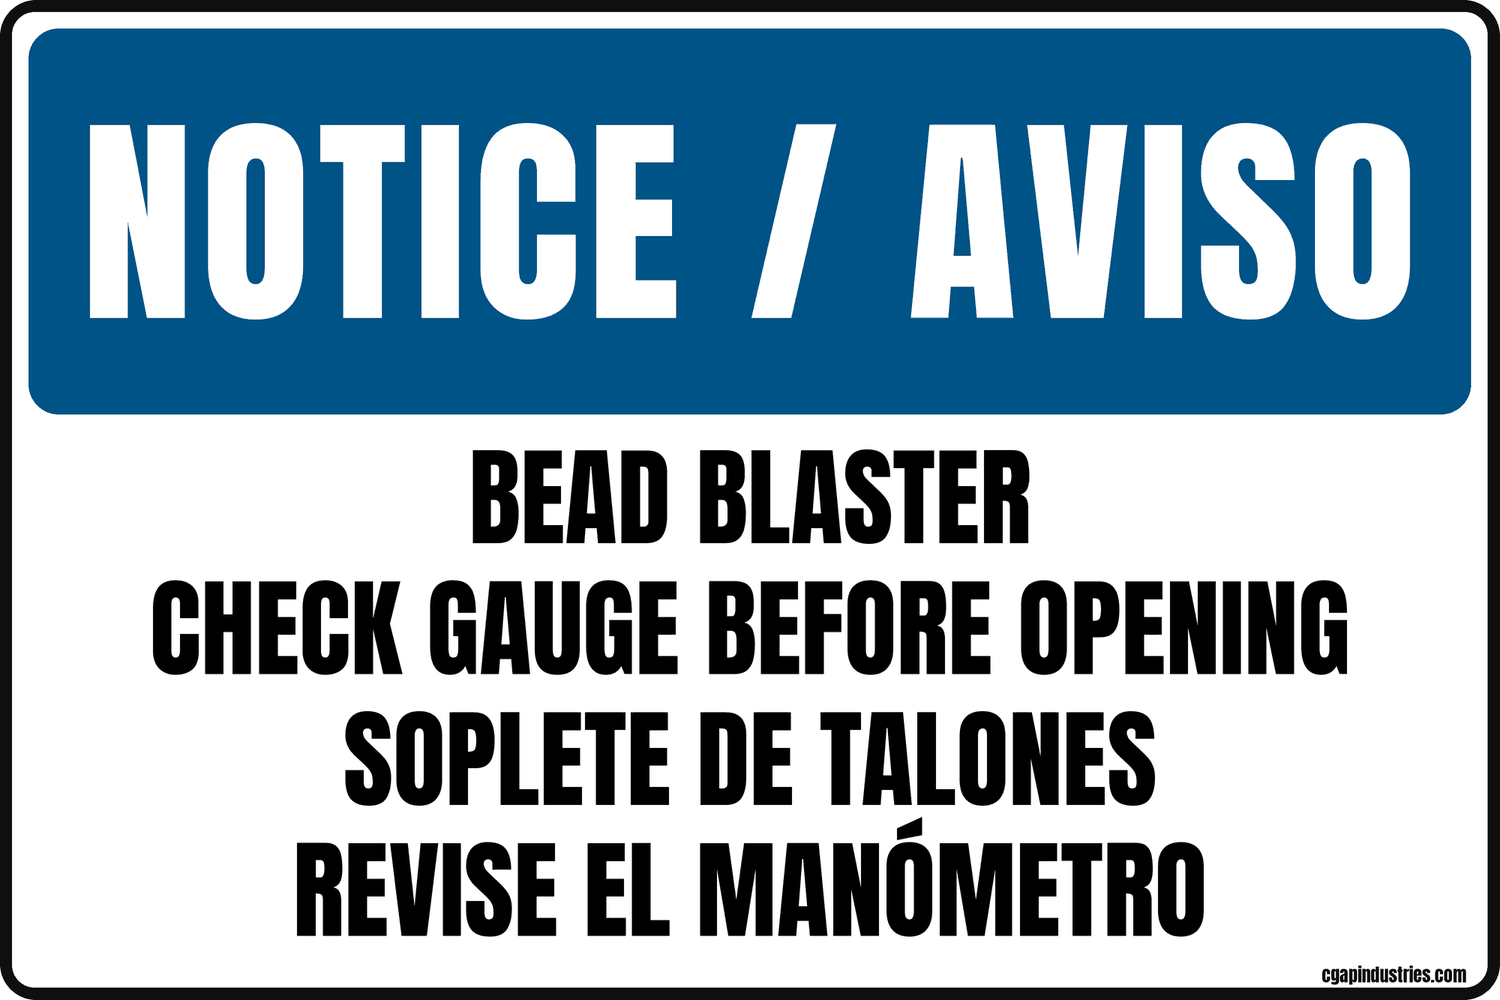 NOTICE / AVISO
BEAD BLASTER
CHECK GAUGE BEFORE OPENING
SOPLETE DE TALONES
REVISE EL MANÓMETRO
cgapindustries.com